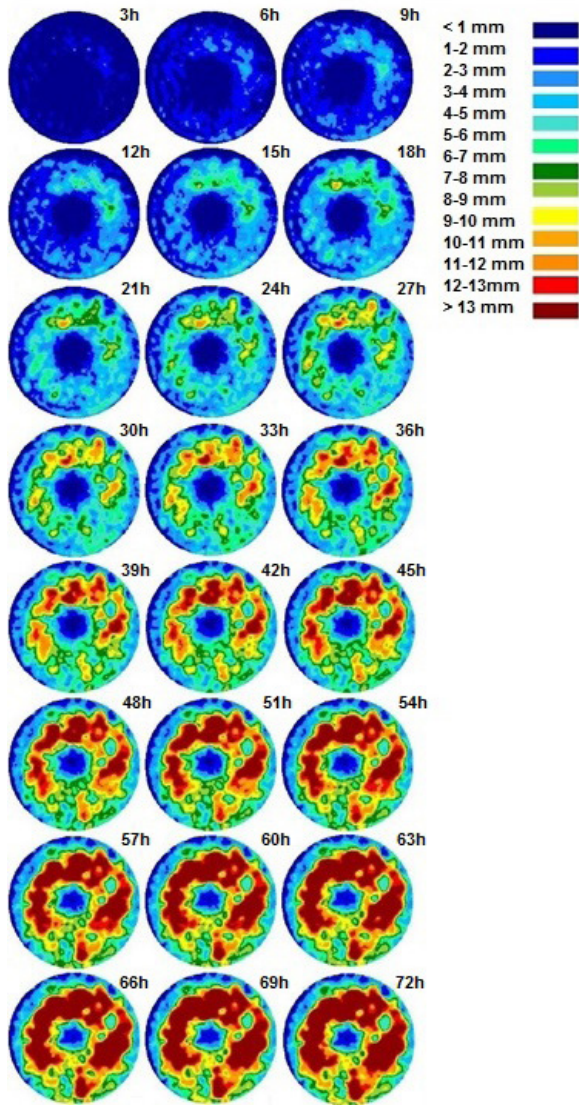 3h
6h
9h
12h
15h
18h
21h
24h
27h
30h
33h
36h
39h
42h
45h
48h
51h
54h
57h
60h
63h
66h
69h
72h
< 1 mm
1-2 mm
2-3 mm
3-4 mm
4-5 mm
5-6 mm
6-7 mm
7-8 mm
8-9 mm
9-10 mm
10-11 mm
11-12 mm
12-13mm
> 13 mm